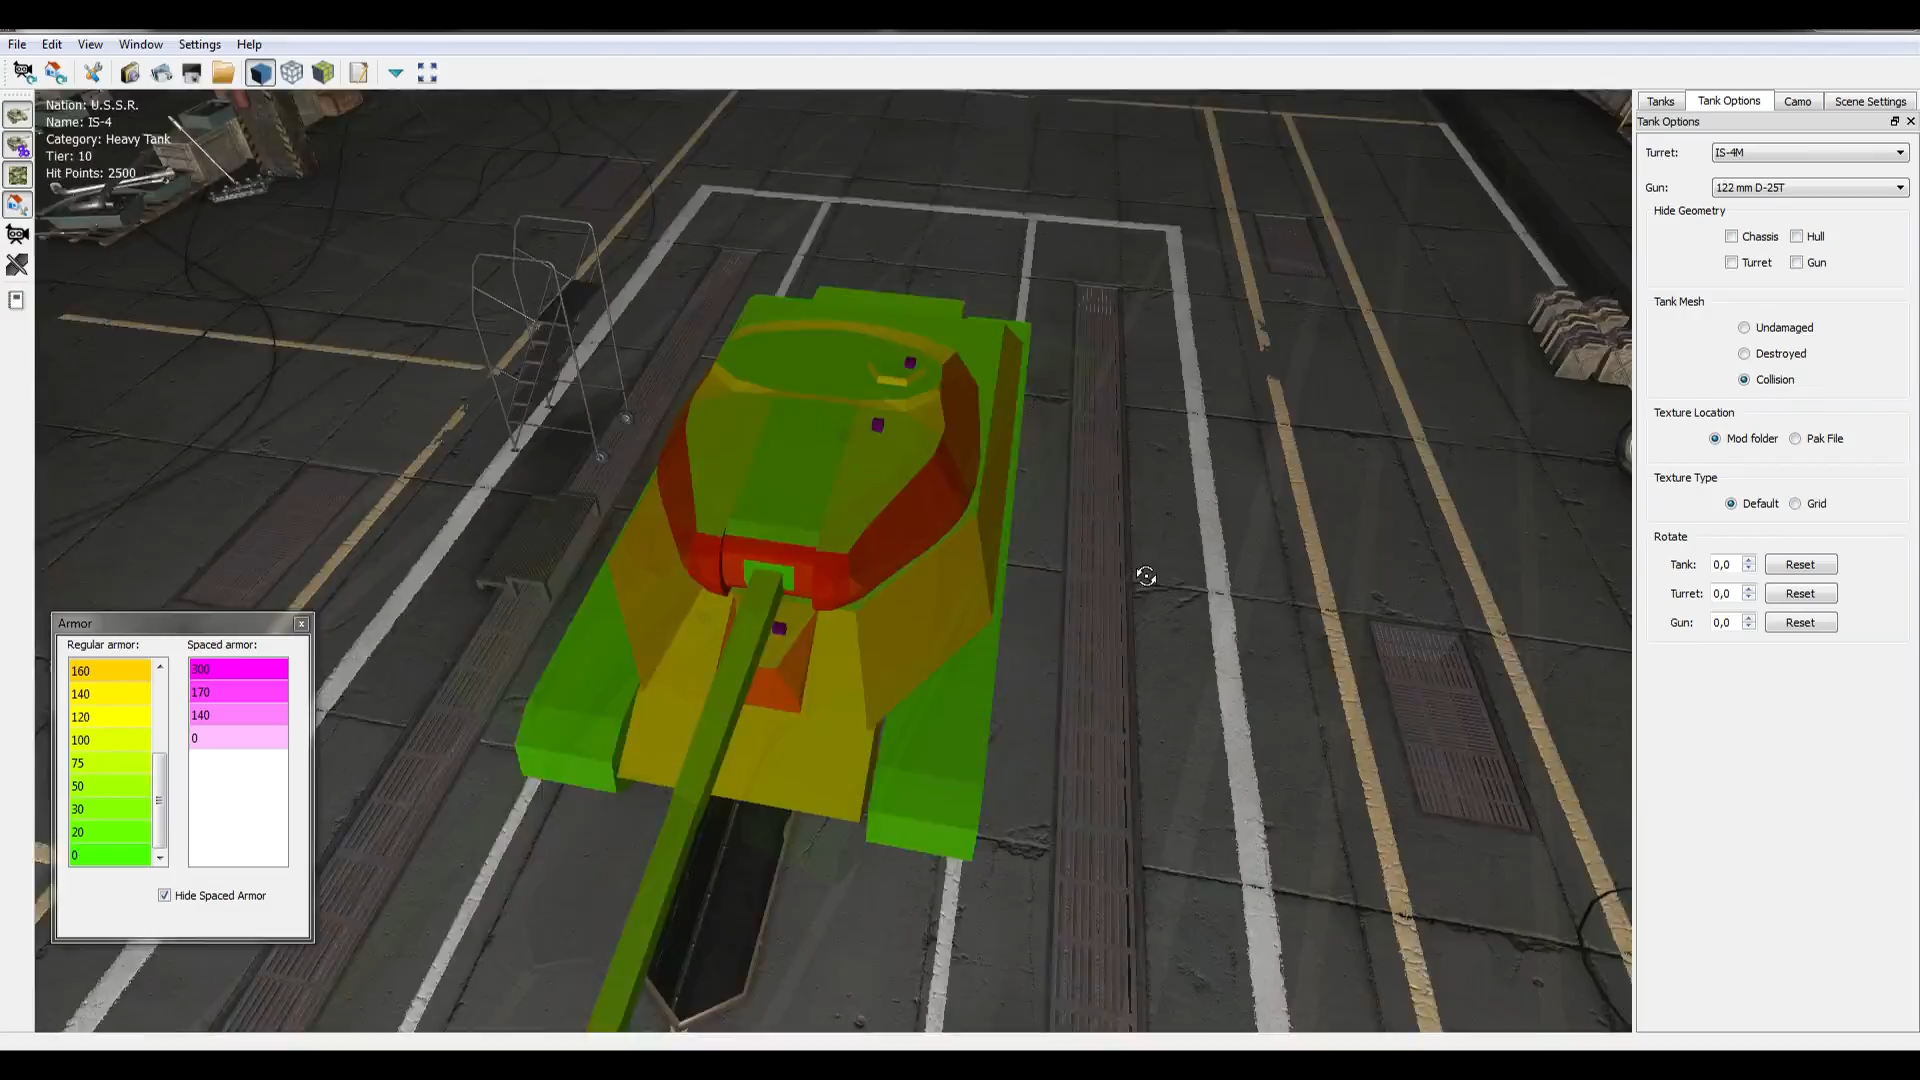 File Edit View Window Settings Help
Nation: U.S.S.R.
Name: IS-4
Category: Heavy Tank
Tier: 10
Hit Points: 2500
Tanks Tank Options Camo Scene Settings
Tank Options
Turret: IS-4M
Gun: 122 mm D-25T
Hide Geometry
Chassis Hull
Turret Gun
Tank Mesh
Undamaged
Destroyed
Collision
Texture Location
Mod folder Pak File
Texture Type
Default Grid
Rotate
Tank: 0,0 Reset
Turret: 0,0 Reset
Gun: 0,0 Reset
Armor x
Regular armor: Spaced armor:
160 300
140 170
120 140
100 0
75
50
30
20
0
Hide Spaced Armor